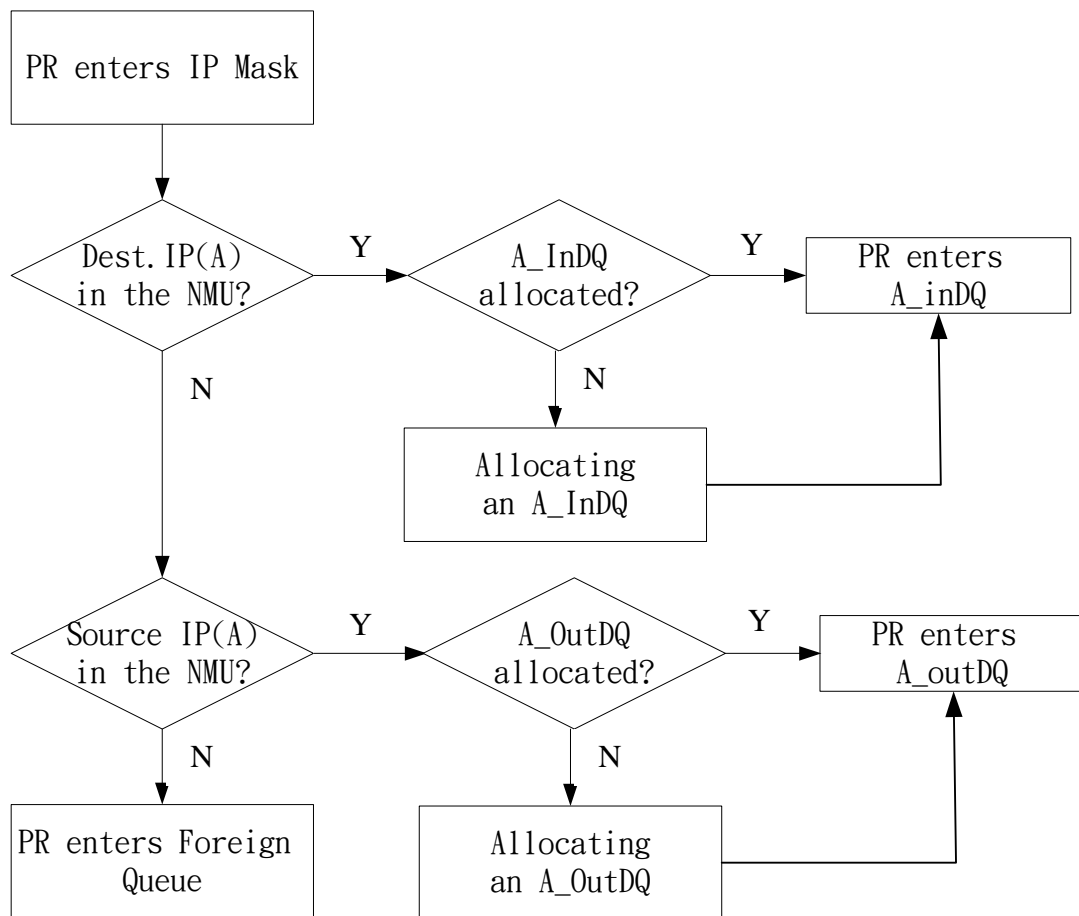 PR enters IP Mask
Dest.IP(A)
in the NMU?
Y
A_InDQ
allocated?
Y
PR enters
A_inDQ
N
N
Allocating
an A_InDQ
Source IP(A)
in the NMU?
Y
A_OutDQ
allocated?
Y
PR enters
A_outDQ
N
N
PR enters Foreign
Queue
Allocating
an A_OutDQ